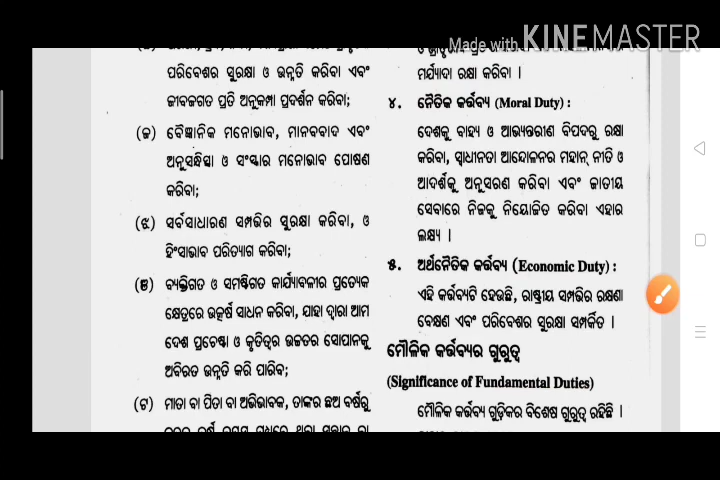 Made with KINEMASTER
ପରିବେଶର ସୁରକ୍ଷା ଓ ଉନ୍ନତି କରିବା ଏବଂ
ଜୀବଜଗତ ପ୍ରତି ଅନୁକମ୍ପା ପ୍ରଦର୍ଶନ କରିବା;
(ଜ) ବୈଜ୍ଞାନିକ ମନୋଭାବ, ମାନବବାଦ ଏବଂ
ଅନୁସନ୍ଧିତ୍ସା ଓ ସଂସ୍କାର ମନୋଭାବ ପୋଷଣ
କରିବା;
(ଝ) ସର୍ବସାଧାରଣ ସମ୍ପତ୍ତିର ସୁରକ୍ଷା କରିବା, ଓ
ହିଂସାଭାବ ପରିତ୍ୟାଗ କରିବା;
(ଞ) ବ୍ୟକ୍ତିଗତ ଓ ସମଷ୍ଟିଗତ କାର୍ଯ୍ୟାବଳୀର ପ୍ରତ୍ୟେକ
କ୍ଷେତ୍ରରେ ଉତ୍କର୍ଷ ସାଧନ କରିବା, ଯାହା ଦ୍ୱାରା ଆମ
ଦେଶ ପ୍ରଚେଷ୍ଟା ଓ କୃତିତ୍ୱର ଉଚ୍ଚତର ସୋପାନକୁ
ଅବିରତ ଉନ୍ନତି କରି ପାରିବ;
(ଟ) ମାତା ବା ପିତା ବା ଅଭିଭାବକ, ତାଙ୍କର ଛଅ ବର୍ଷରୁ
ମର୍ଯ୍ୟାଦା ରକ୍ଷା କରିବା ।
୪. ନୈତିକ କର୍ତ୍ତବ୍ୟ (Moral Duty) :
ଦେଶକୁ ବାହ୍ୟ ଓ ଆଭ୍ୟନ୍ତରୀଣ ବିପଦରୁ ରକ୍ଷା
କରିବା, ସ୍ୱାଧୀନତା ଆନ୍ଦୋଳନର ମହାନ୍ ନୀତି ଓ
ଆଦର୍ଶକୁ ଅନୁସରଣ କରିବା ଏବଂ ଜାତୀୟ
ସେବାରେ ନିଜକୁ ନିୟୋଜିତ କରିବା ଏହାର
ଲକ୍ଷ୍ୟ ।
୫. ଅର୍ଥନୈତିକ କର୍ତ୍ତବ୍ୟ (Economic Duty) :
ଏହି କର୍ତ୍ତବ୍ୟଟି ହେଉଛି, ରାଷ୍ଟ୍ରୀୟ ସମ୍ପତ୍ତିର ରକ୍ଷଣା
ବେକ୍ଷଣ ଏବଂ ପରିବେଶର ସୁରକ୍ଷା ସମ୍ପର୍କିତ ।
ମୌଳିକ କର୍ତ୍ତବ୍ୟର ଗୁରୁତ୍ୱ
(Significance of Fundamental Duties)
ମୌଳିକ କର୍ତ୍ତବ୍ୟ ଗୁଡ଼ିକର ବିଶେଷ ଗୁରୁତ୍ୱ ରହିଛି ।